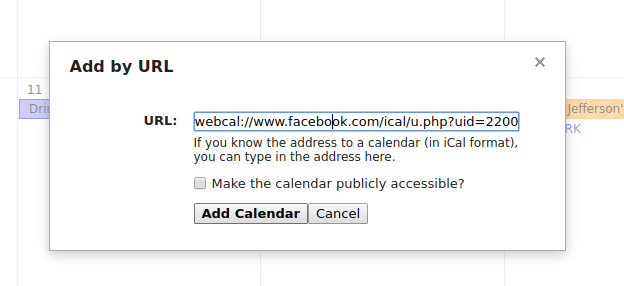 Add by URL
11
Drin
Jefferson'
RK
URL:
webcal://www.facebook.com/ical/u.php?uid=2200
If you know the address to a calendar (in iCal format),
you can type in the address here.
Make the calendar publicly accessible?
Add Calendar
Cancel